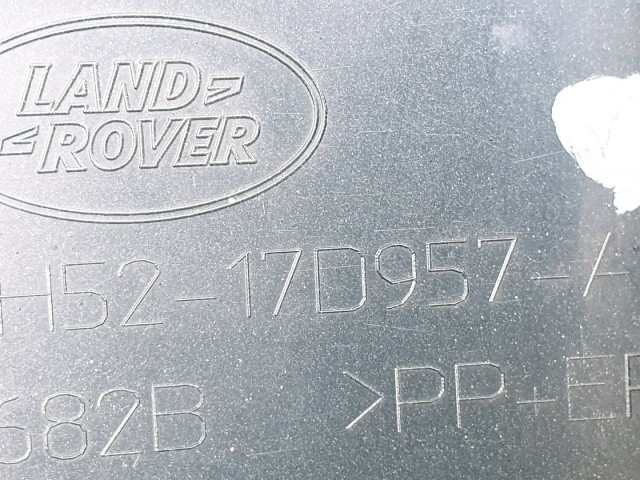 LAND
ROVER
H52-17D957-A
682B >PP+E